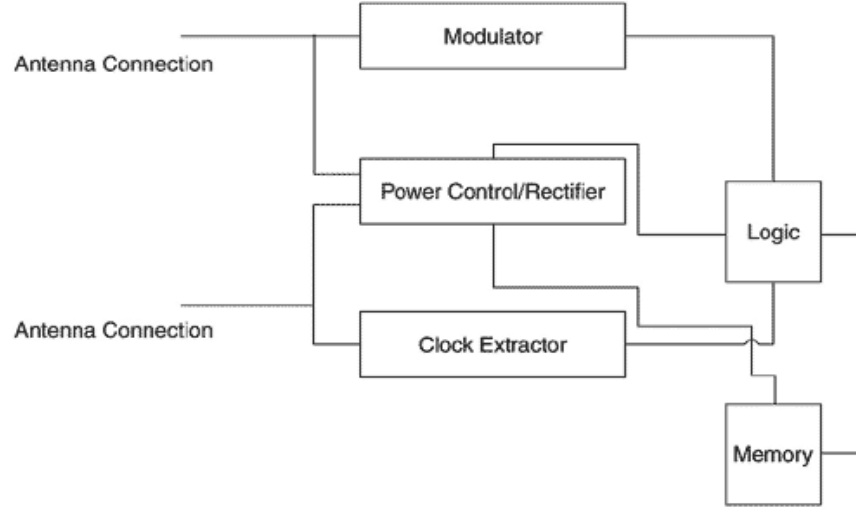 Modulator
Antenna Connection
Power Control/Rectifier
Logic
Antenna Connection
Clock Extractor
Memory